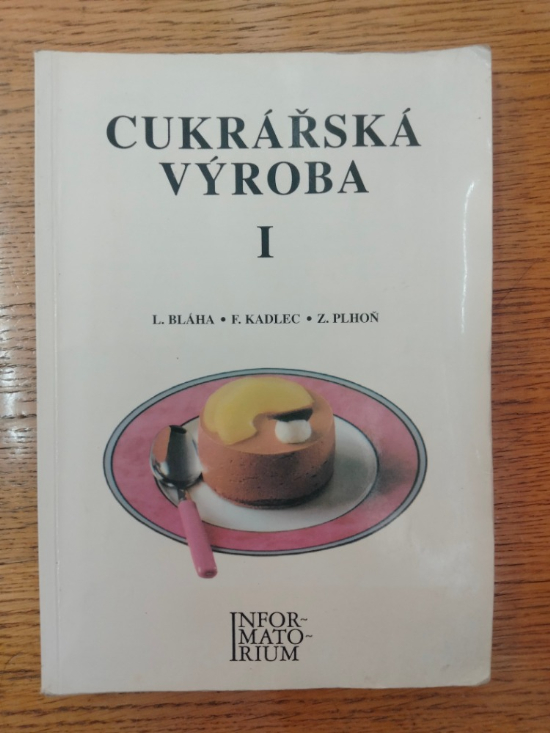 CUKRÁŘSKÁ
VÝROBA
I
L. BLÁHA • F. KADLEC • Z. PLHOŇ
INFOR~
MATO~
RIUM